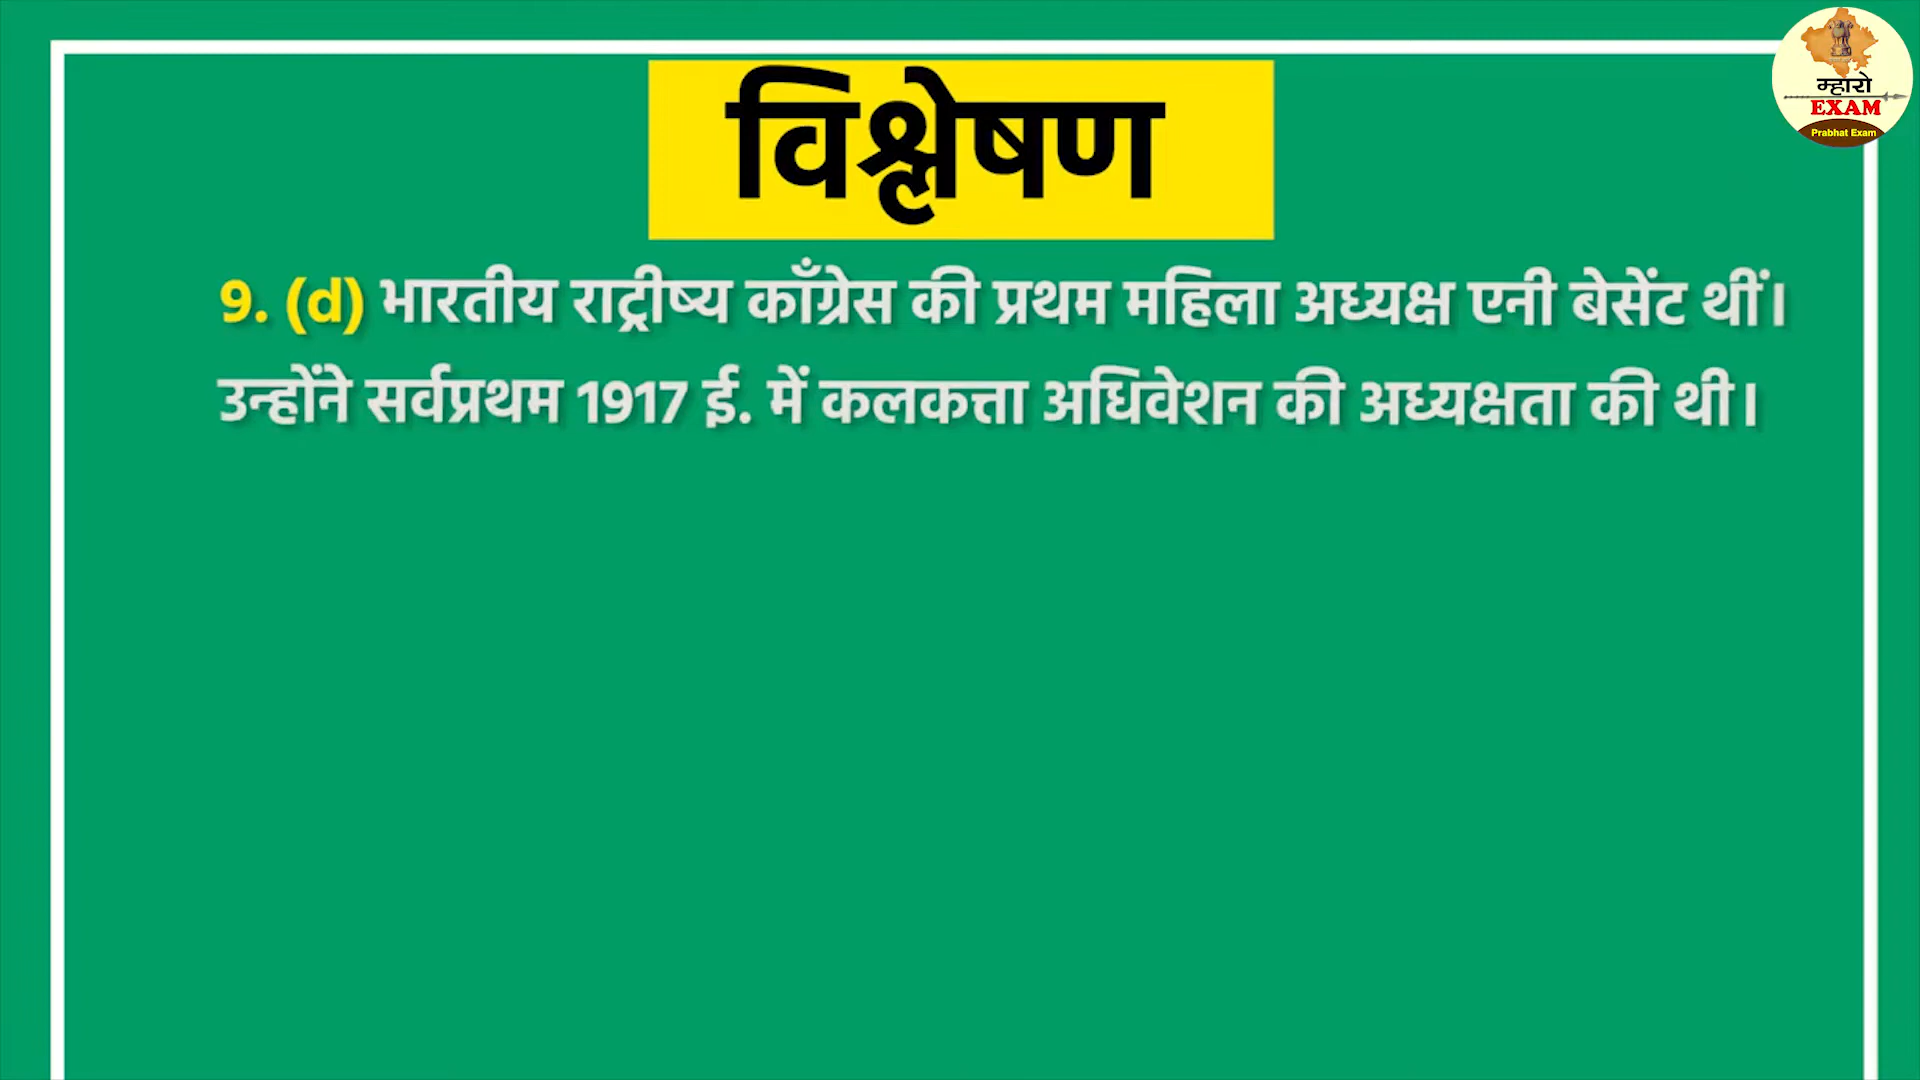 म्हारो
EXAM
Prabhat Exam
विश्लेषण
9. (d) भारतीय राट्रीष्य काँग्रेस की प्रथम महिला अध्यक्ष एनी बेसेंट थीं।
उन्होंने सर्वप्रथम 1917 ई. में कलकत्ता अधिवेशन की अध्यक्षता की थी।